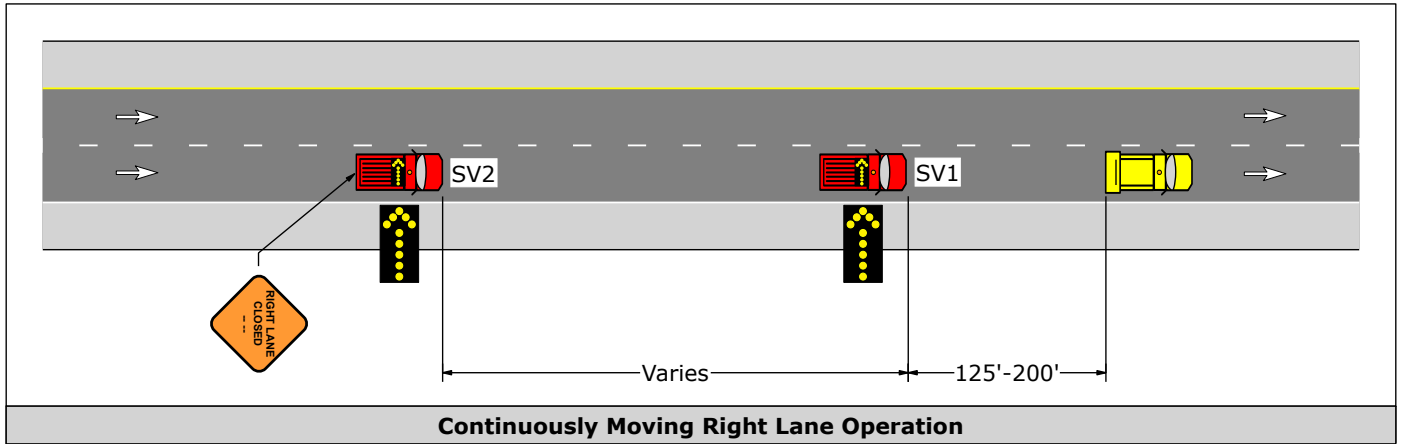 SV2
SV1
RIGHT LANE
CLOSED
- --
Varies
125'-200'
Continuously Moving Right Lane Operation